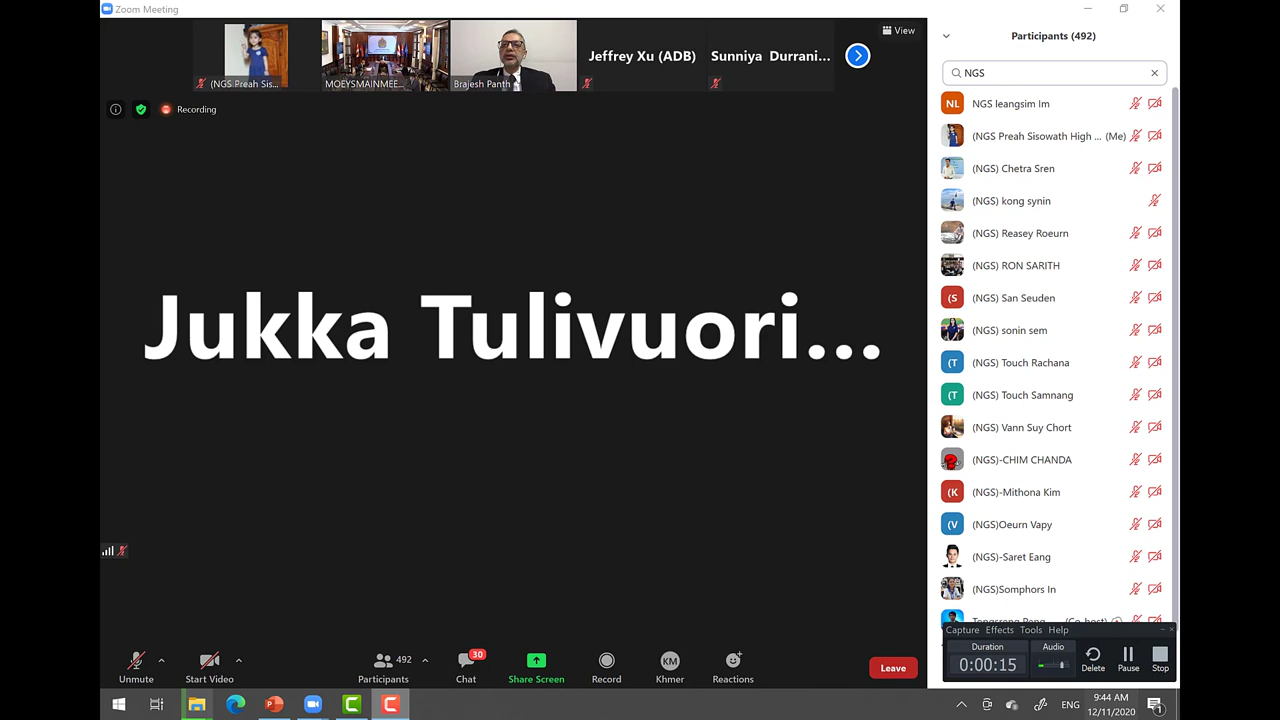 Zoom Meeting
(NGS Preah Sis...
MOEYSMAINMEE...
Brajesh Panth
Jeffrey Xu (ADB)
Sunniya Durrani...
View
Recording
Jukka Tulivuori...
Participants (492)
NGS
NL
NGS leangsim Im
(NGS Preah Sisowath High ... (Me)
(NGS) Chetra Sren
(NGS) kong synin
(NGS) Reasey Roeurn
(NGS) RON SARITH
(S
(NGS) San Seuden
(NGS) sonin sem
(T
(NGS) Touch Rachana
(T
(NGS) Touch Samnang
(NGS) Vann Suy Chort
(NGS)-CHIM CHANDA
(K
(NGS)-Mithona Kim
(V
(NGS)Oeurn Vapy
(NGS)-Saret Eang
(NGS)Somphors In
Capture Effects Tools Help
Duration
0:00:15
Audio
Delete
Pause
Stop
Unmute
Start Video
492
Participants
30
Chat
Share Screen
Record
KM
Khmer
Reactions
Leave
ENG
9:44 AM
12/11/2020
1